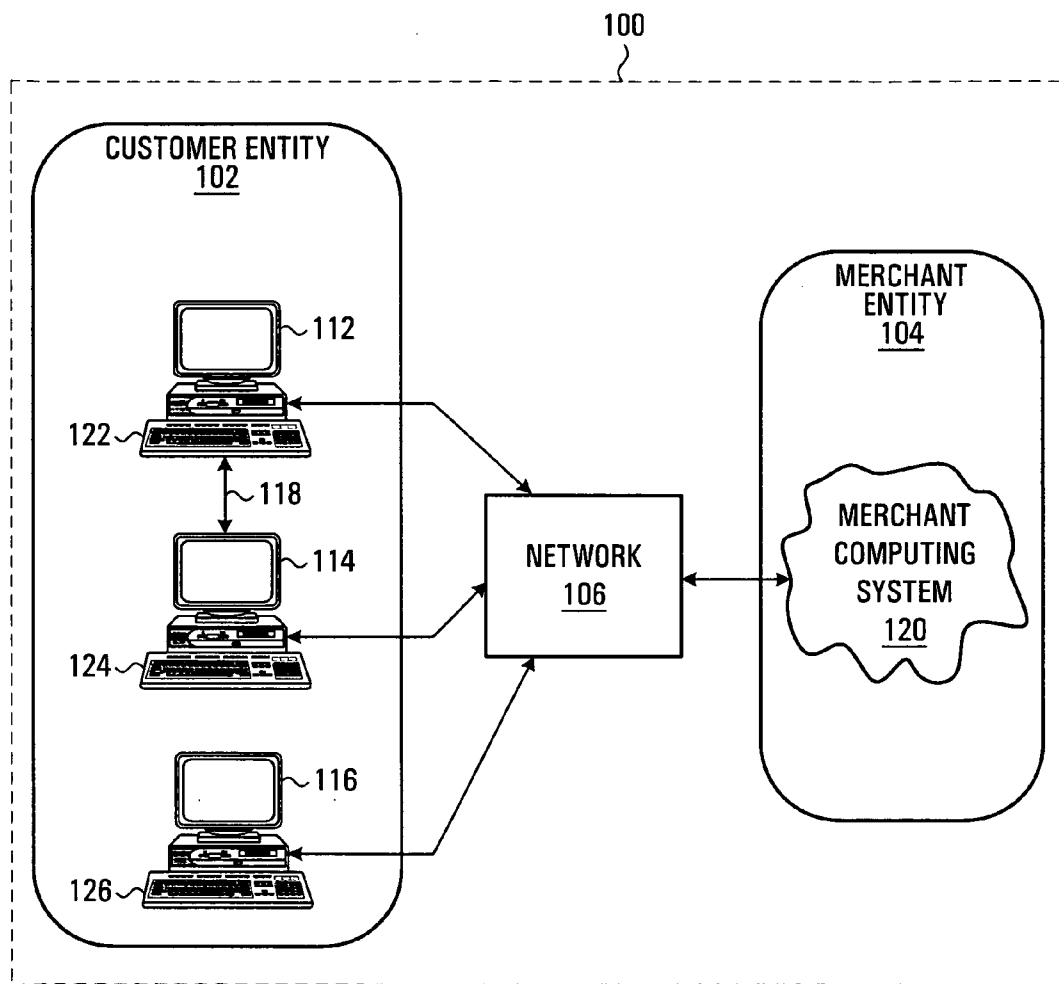 100
CUSTOMER ENTITY
102
112
122
118
114
124
116
126
NETWORK
106
MERCHANT
ENTITY
104
MERCHANT
COMPUTING
SYSTEM
120